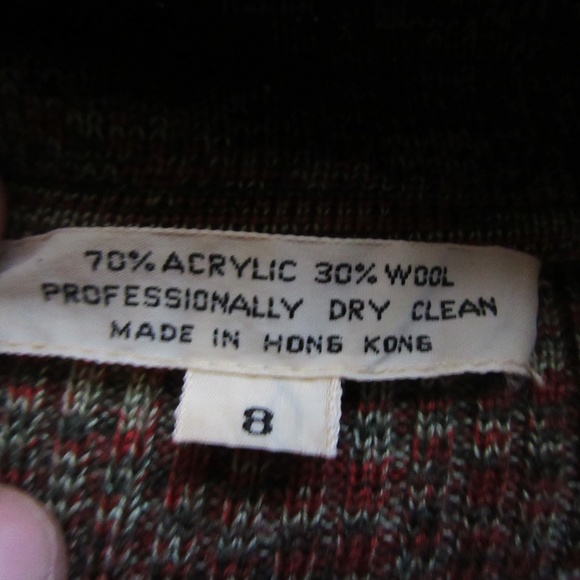 70% ACRYLIC 30% WOOL
PROFESSIONALLY DRY CLEAN
MADE IN HONG KONG
8